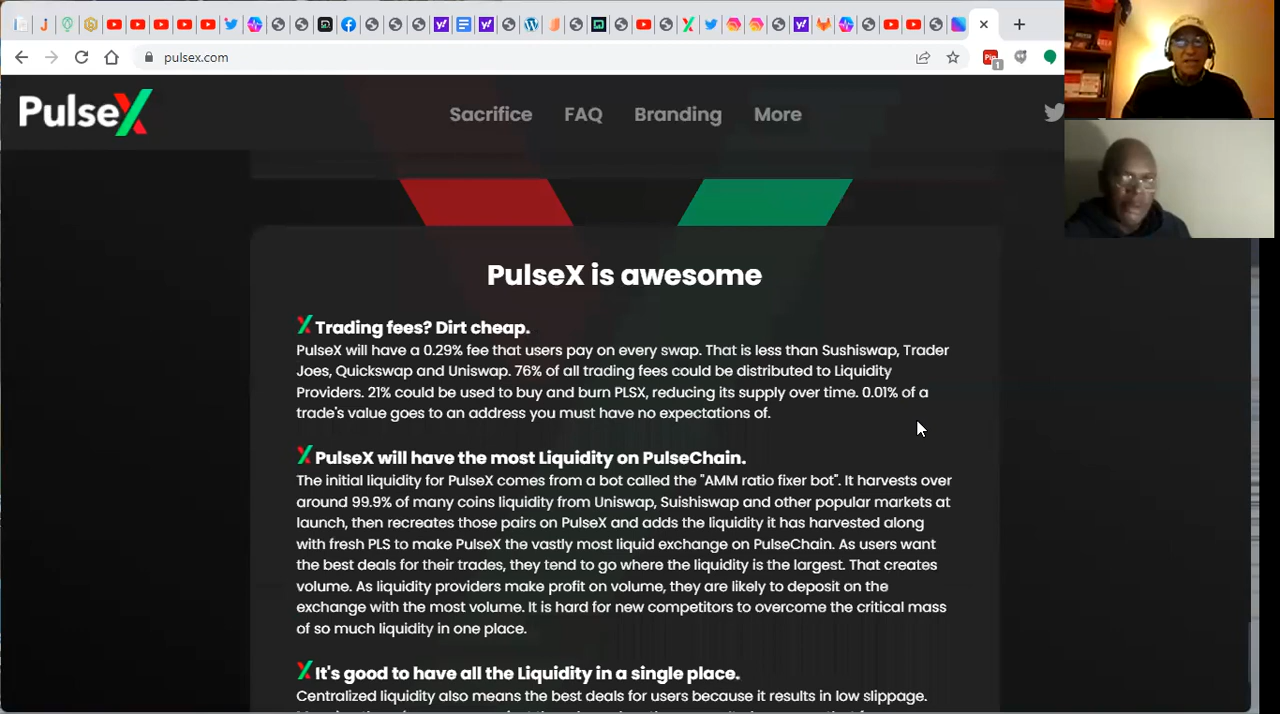 pulsex.com
1
PulseX
Sacrifice FAQ Branding More
PulseX is awesome
Trading fees? Dirt cheap.
PulseX will have a 0.29% fee that users pay on every swap. That is less than Sushiswap, Trader
Joes, Quickswap and Uniswap. 76% of all trading fees could be distributed to Liquidity
Providers. 21% could be used to buy and burn PLSX, reducing its supply over time. 0.01% of a
trade's value goes to an address you must have no expectations of.
PulseX will have the most Liquidity on PulseChain.
The initial liquidity for PulseX comes from a bot called the "AMM ratio fixer bot". It harvests over
around 99.9% of many coins liquidity from Uniswap, Suishiswap and other popular markets at
launch, then recreates those pairs on PulseX and adds the liquidity it has harvested along
with fresh PLS to make PulseX the vastly most liquid exchange on PulseChain. As users want
the best deals for their trades, they tend to go where the liquidity is the largest. That creates
volume. As liquidity providers make profit on volume, they are likely to deposit on the
exchange with the most volume. It is hard for new competitors to overcome the critical mass
of so much liquidity in one place.
It's good to have all the Liquidity in a single place.
Centralized liquidity also means the best deals for users because it results in low slippage.